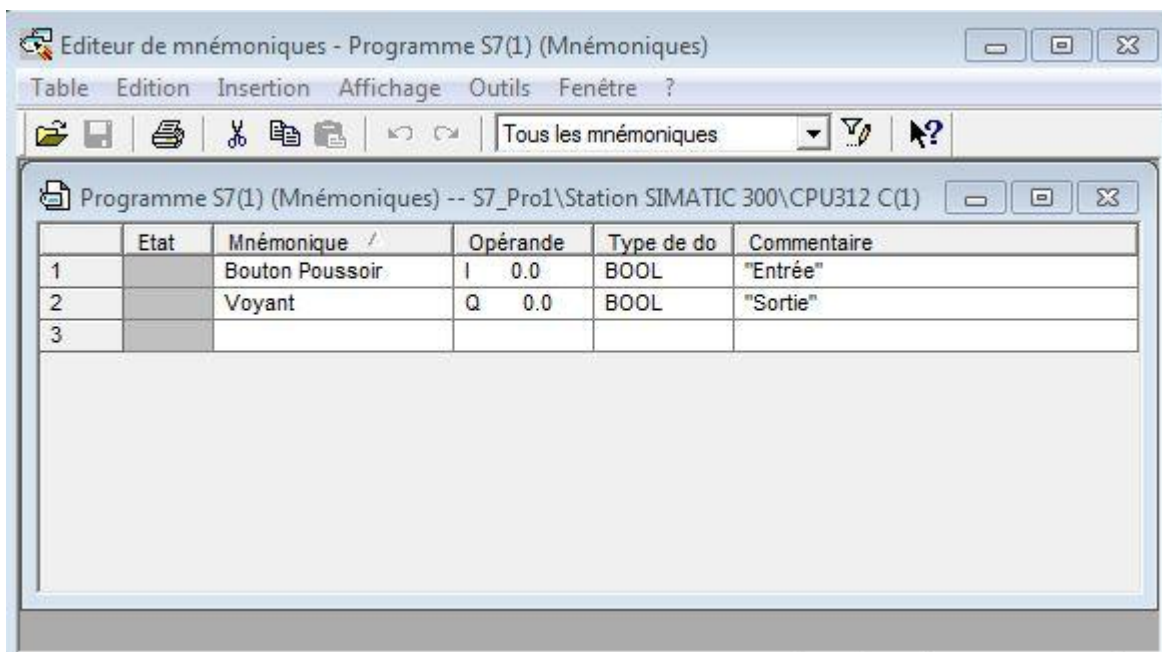 Editeur de mnémoniques - Programme S7(1) (Mnémoniques)
Table Edition Insertion Affichage Outils Fenêtre ?
Tous les mnémoniques
Programme S7(1) (Mnémoniques) -- S7_Pro1\Station SIMATIC 300\CPU312 C(1)
Etat Mnémonique Opérande Type de do Commentaire
1 Bouton Poussoir I 0.0 BOOL "Entrée"
2 Voyant Q 0.0 BOOL "Sortie"
3